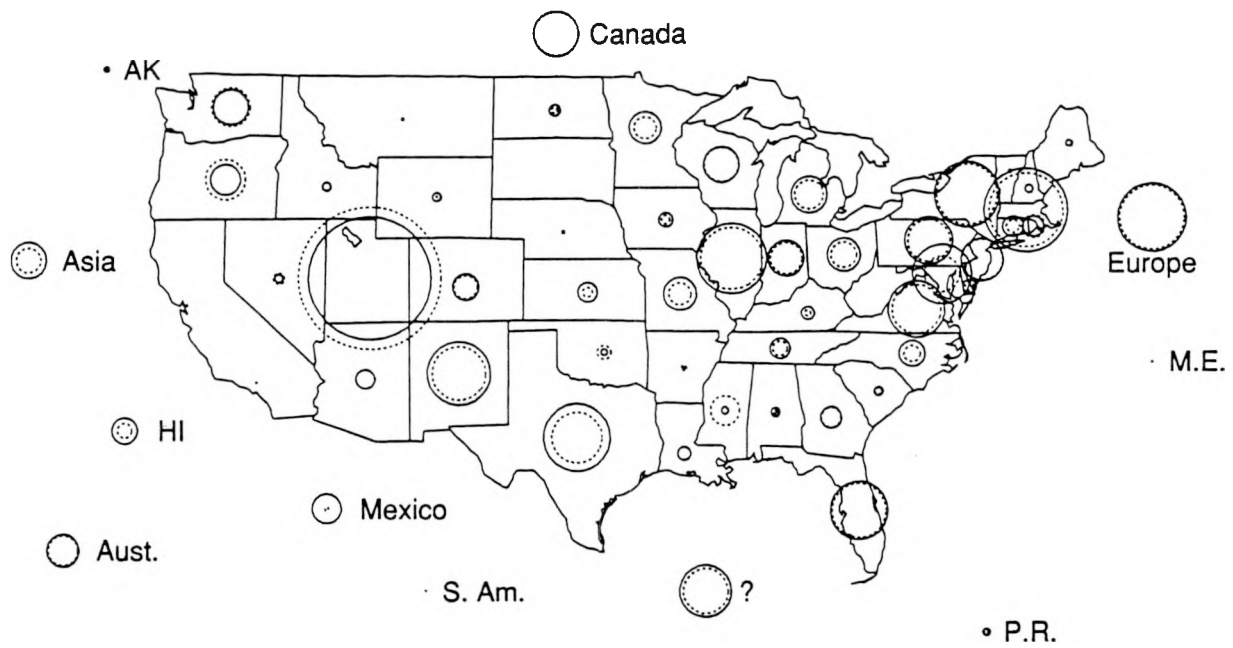 Canada
AK
Asia
Europe
M.E.
HI
Mexico
Aust.
S. Am.
?
P.R.